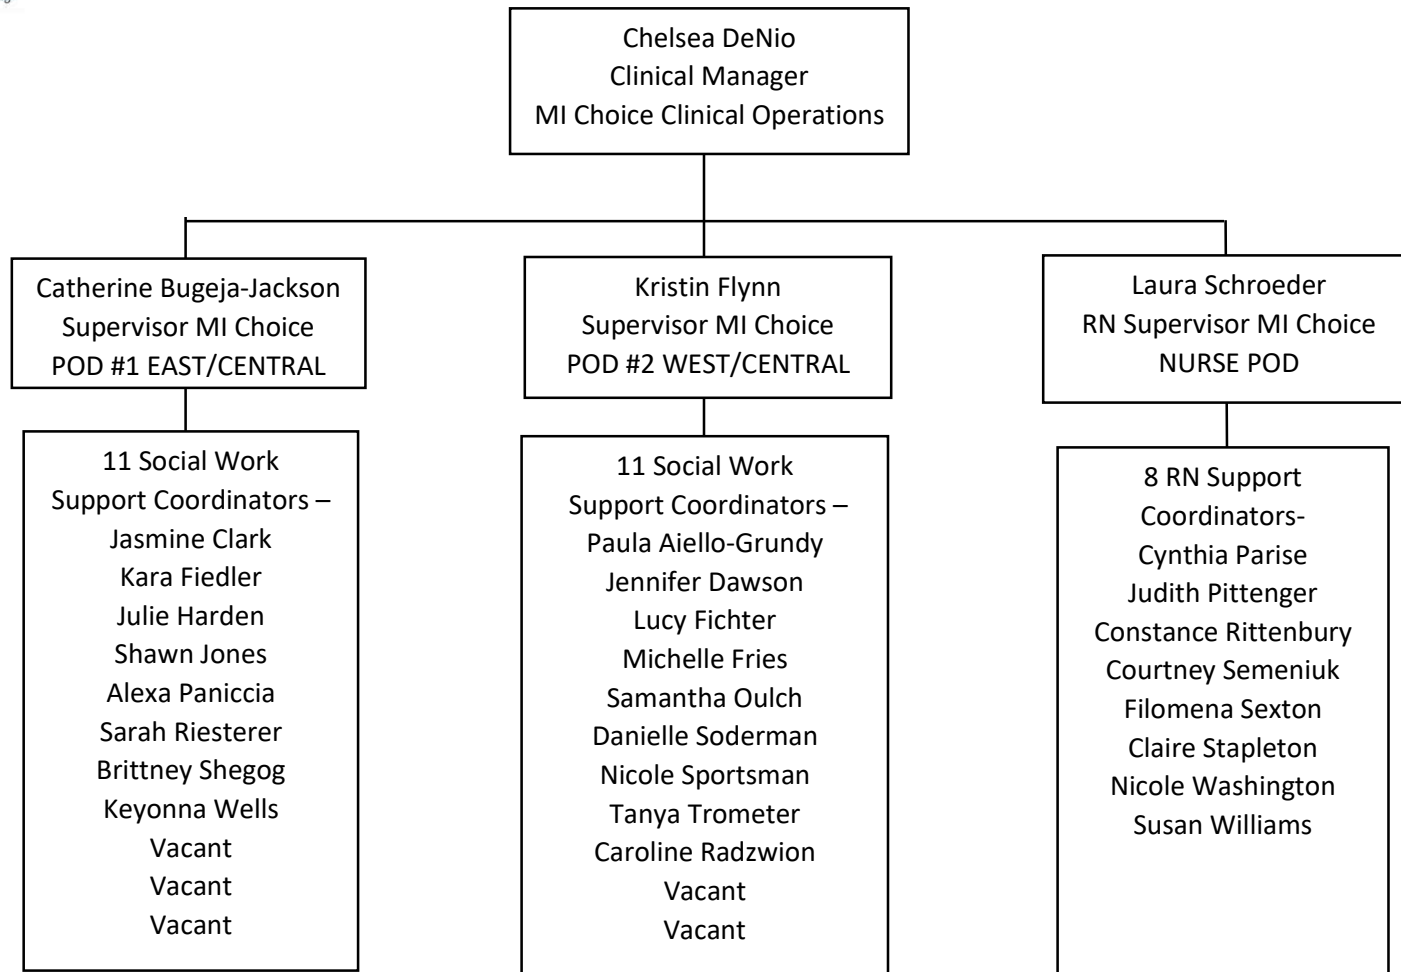 Chelsea DeNio
Clinical Manager
MI Choice Clinical Operations
Catherine Bugeja-Jackson
Supervisor MI Choice
POD #1 EAST/CENTRAL
Kristin Flynn
Supervisor MI Choice
POD #2 WEST/CENTRAL
Laura Schroeder
RN Supervisor MI Choice
NURSE POD
11 Social Work
Support Coordinators –
Jasmine Clark
Kara Fiedler
Julie Harden
Shawn Jones
Alexa Paniccia
Sarah Riesterer
Brittney Shegog
Keyonna Wells
Vacant
Vacant
Vacant
11 Social Work
Support Coordinators –
Paula Aiello-Grundy
Jennifer Dawson
Lucy Fichter
Michelle Fries
Samantha Oulch
Danielle Soderman
Nicole Sportsman
Tanya Trometer
Caroline Radzwion
Vacant
Vacant
8 RN Support
Coordinators-
Cynthia Parise
Judith Pittenger
Constance Rittenbury
Courtney Semeniuk
Filomena Sexton
Claire Stapleton
Nicole Washington
Susan Williams